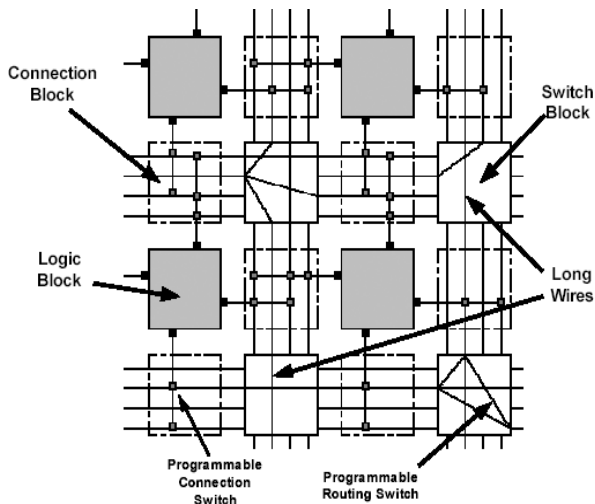 Connection
Block
Switch
Block
Logic
Block
Long
Wires
Programmable
Connection
Switch
Programmable
Routing Switch